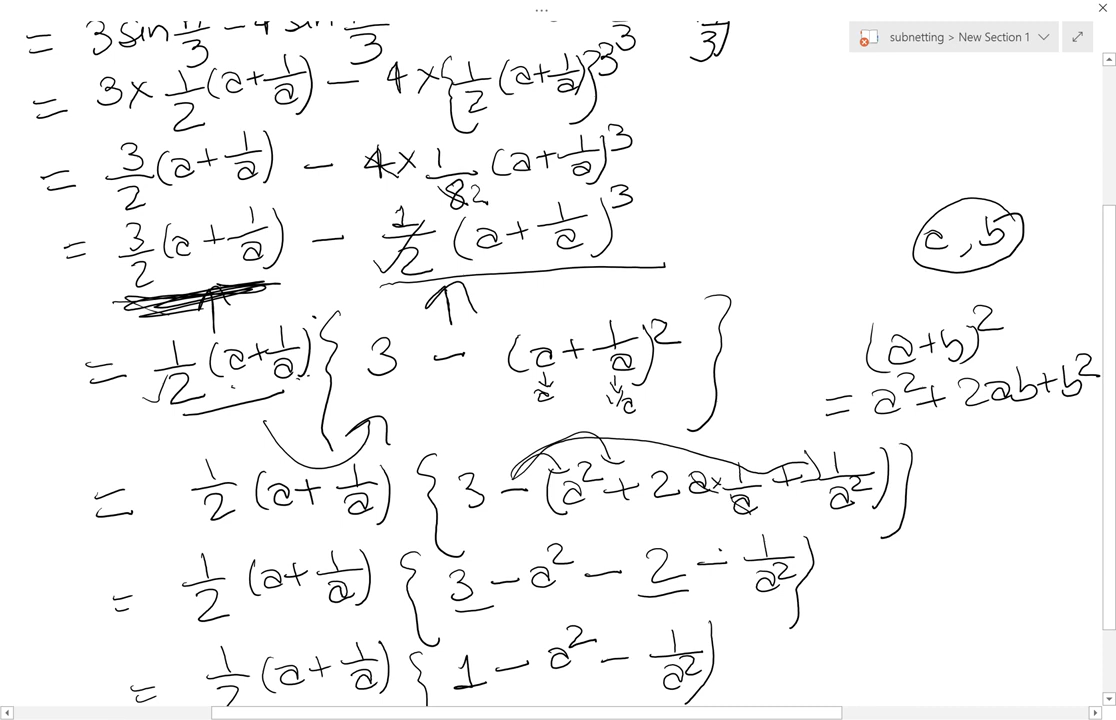 subnetting > New Section 1
= 3 sin π/3 - 4 sin π/3
= 3 × 1/2 (a + 1/a) - 4 × {1/2 (a + 1/a)}³
= 3/2 (a + 1/a) - 4 × 1/82 (a + 1/a)³
= 3/2 (a + 1/a) - 1/2 (a + 1/a)³
a, b
= 1/2 (a + 1/a) { 3 - (a + 1/a)² }
a 1/a
(a+b)²
= a² + 2ab + b²
= 1/2 (a + 1/a) { 3 - (a² + 2a × 1/a + 1/a²) }
= 1/2 (a + 1/a) { 3 - a² - 2 - 1/a² }
= 1/2 (a + 1/a) { 1 - a² - 1/a² )